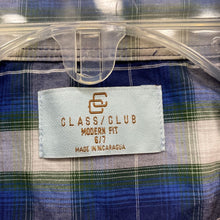 CLASS/CLUB
MODERN FIT
6/7
MADE IN NICARAGUA